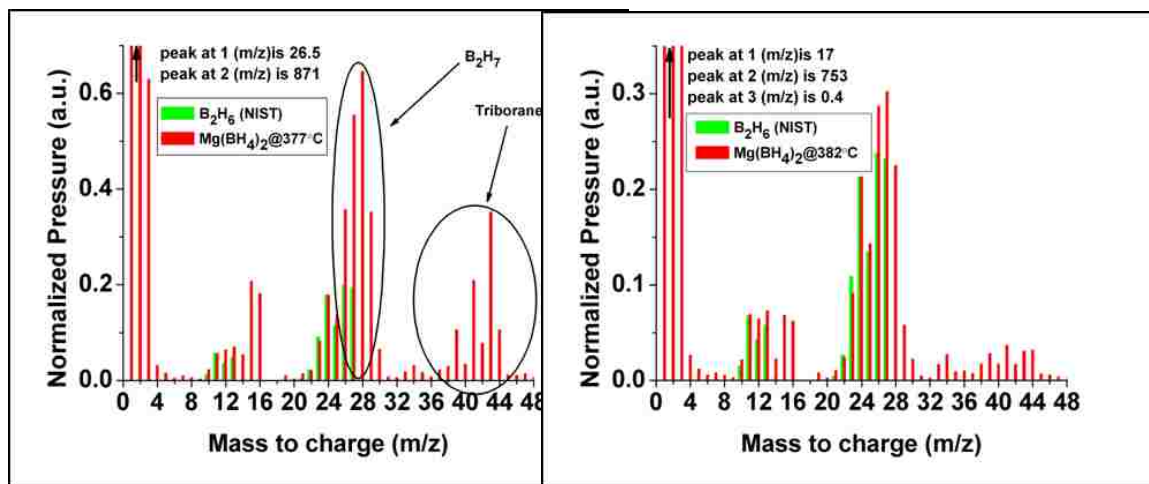 peak at 1 (m/z)is 26.5
peak at 2 (m/z) is 871
B₂H₆ (NIST)
Mg(BH₄)₂@377°C
B₂H₇
Triborane
Normalized Pressure (a.u.)
0.6
0.4
0.2
0.0
0 4 8 12 16 20 24 28 32 36 40 44 48
Mass to charge (m/z)
peak at 1 (m/z)is 17
peak at 2 (m/z) is 753
peak at 3 (m/z) is 0.4
B₂H₆ (NIST)
Mg(BH₄)₂@382°C
Normalized Pressure (a.u.)
0.3
0.2
0.1
0.0
0 4 8 12 16 20 24 28 32 36 40 44 48
Mass to charge (m/z)